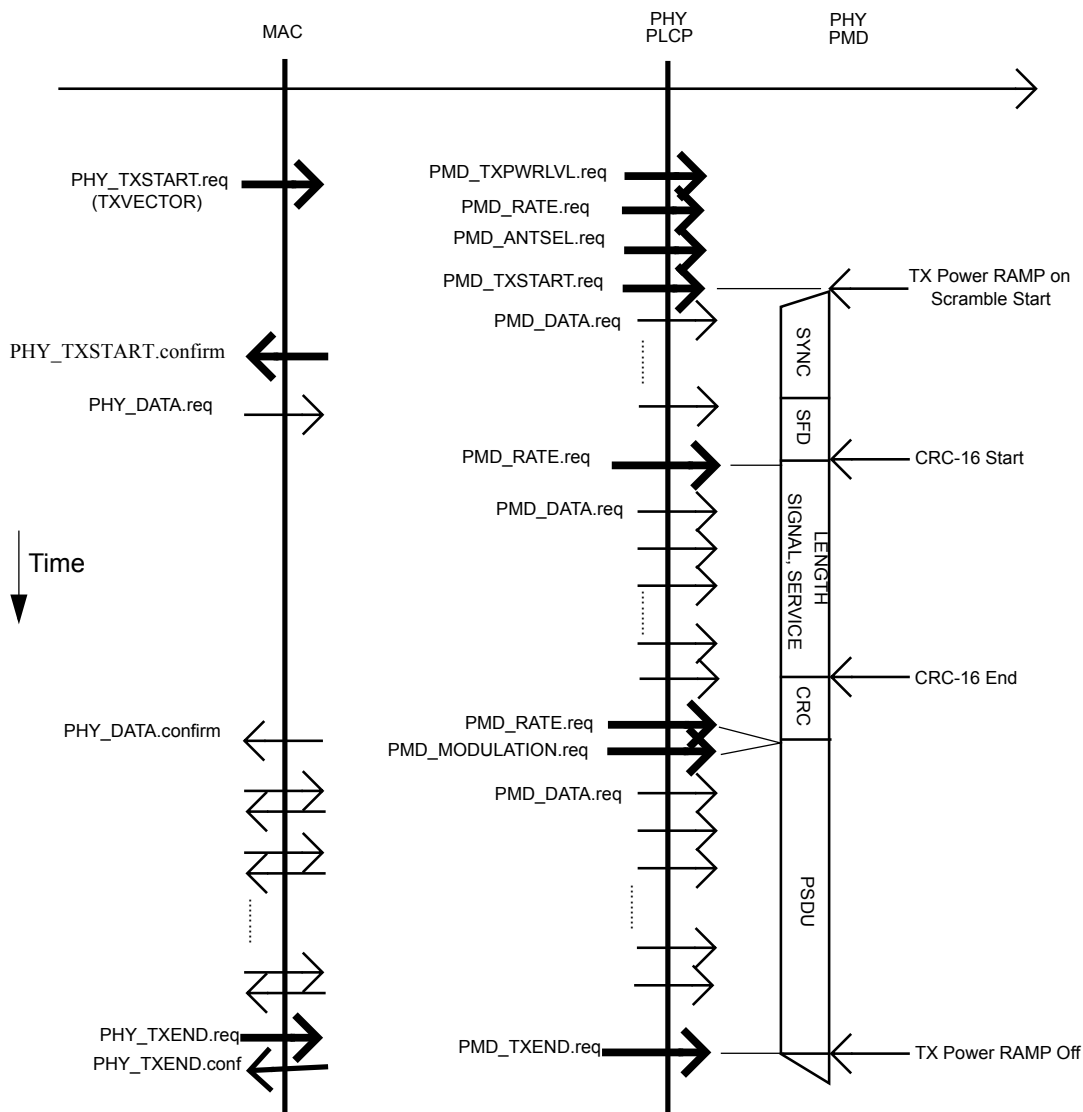 MAC
PHY
PLCP
PHY
PMD
PHY_TXSTART.req
(TXVECTOR)
PMD_TXPWRLVL.req
PMD_RATE.req
PMD_ANTSEL.req
PMD_TXSTART.req
TX Power RAMP on
Scramble Start
PMD_DATA.req
SYNC
PHY_TXSTART.confirm
PHY_DATA.req
SFD
PMD_RATE.req
CRC-16 Start
PMD_DATA.req
LENGTH
SIGNAL, SERVICE
Time
CRC-16 End
CRC
PHY_DATA.confirm
PMD_RATE.req
PMD_MODULATION.req
PMD_DATA.req
PSDU
PHY_TXEND.req
PMD_TXEND.req
TX Power RAMP Off
PHY_TXEND.conf